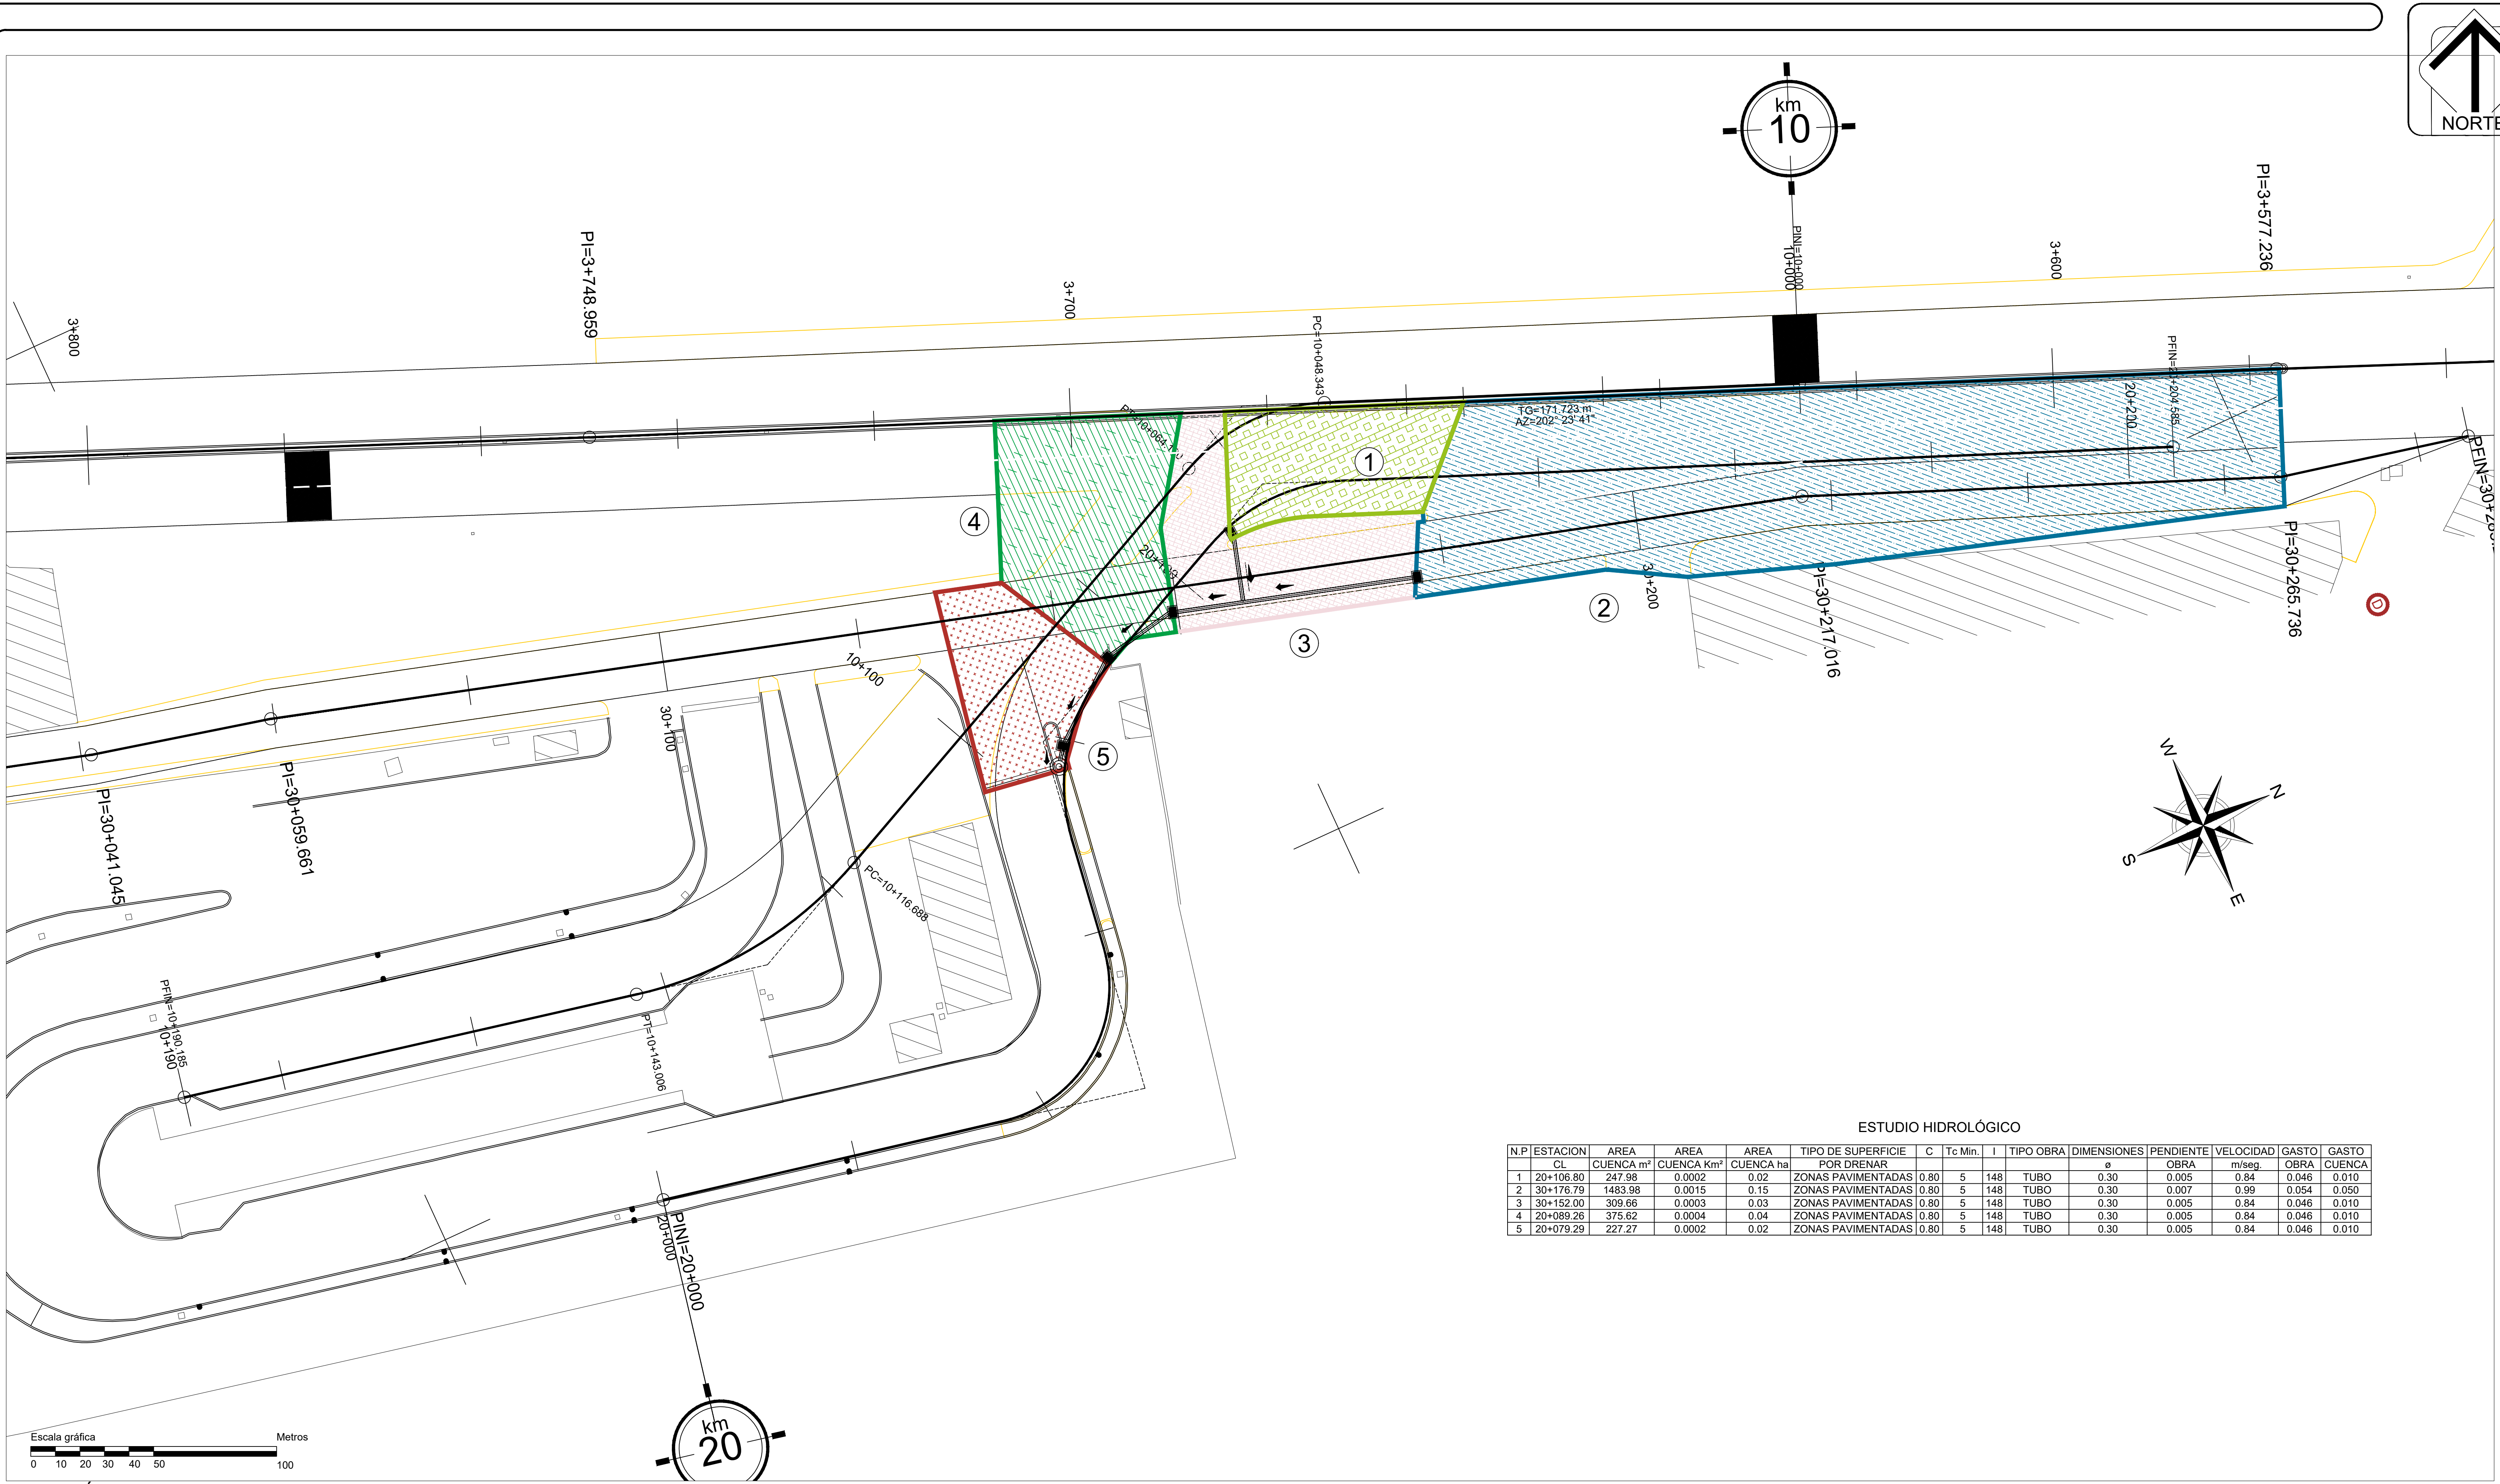 km
10
NORTE
PI=3+577.236
PINI=10+000
10+000
3+600
PI=3+748.959
3+700
3+800
PC=10+048.343
PFIN=20+204.585
20+200
TG=171.723 m
AZ=202° 23' 41"
1
4
20+100
30+200
2
3
PI=30+217.016
PI=30+265.736
D
10+100
30+100
5
PI=30+041.045
PI=30+059.661
W
N
S
E
PC=10+116.688
PFIN=10+190.185
10+190
PT=10+143.006
PINI=20+000
20+000
ESTUDIO HIDROLÓGICO
N.P ESTACION AREA AREA AREA TIPO DE SUPERFICIE C Tc Min. I TIPO OBRA DIMENSIONES PENDIENTE VELOCIDAD GASTO GASTO
CL CUENCA m² CUENCA Km² CUENCA ha POR DRENAR ø OBRA m/seg. OBRA CUENCA
1 20+106.80 247.98 0.0002 0.02 ZONAS PAVIMENTADAS 0.80 5 148 TUBO 0.30 0.005 0.84 0.046 0.010
2 30+176.79 1483.98 0.0015 0.15 ZONAS PAVIMENTADAS 0.80 5 148 TUBO 0.30 0.007 0.99 0.054 0.050
3 30+152.00 309.66 0.0003 0.03 ZONAS PAVIMENTADAS 0.80 5 148 TUBO 0.30 0.005 0.84 0.046 0.010
4 20+089.26 375.62 0.0004 0.04 ZONAS PAVIMENTADAS 0.80 5 148 TUBO 0.30 0.005 0.84 0.046 0.010
5 20+079.29 227.27 0.0002 0.02 ZONAS PAVIMENTADAS 0.80 5 148 TUBO 0.30 0.005 0.84 0.046 0.010
km
20
Escala gráfica Metros
0 10 20 30 40 50 100